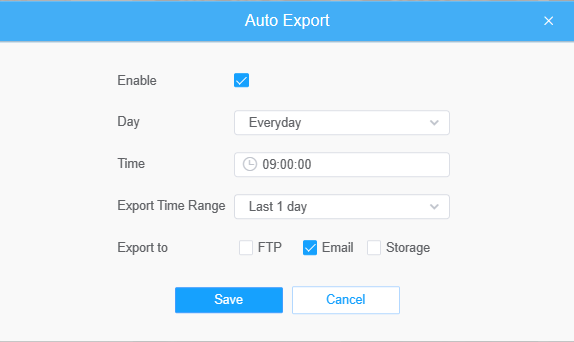 Auto Export
Enable
Day Everyday
Time 09:00:00
Export Time Range Last 1 day
Export to FTP Email Storage
Save Cancel